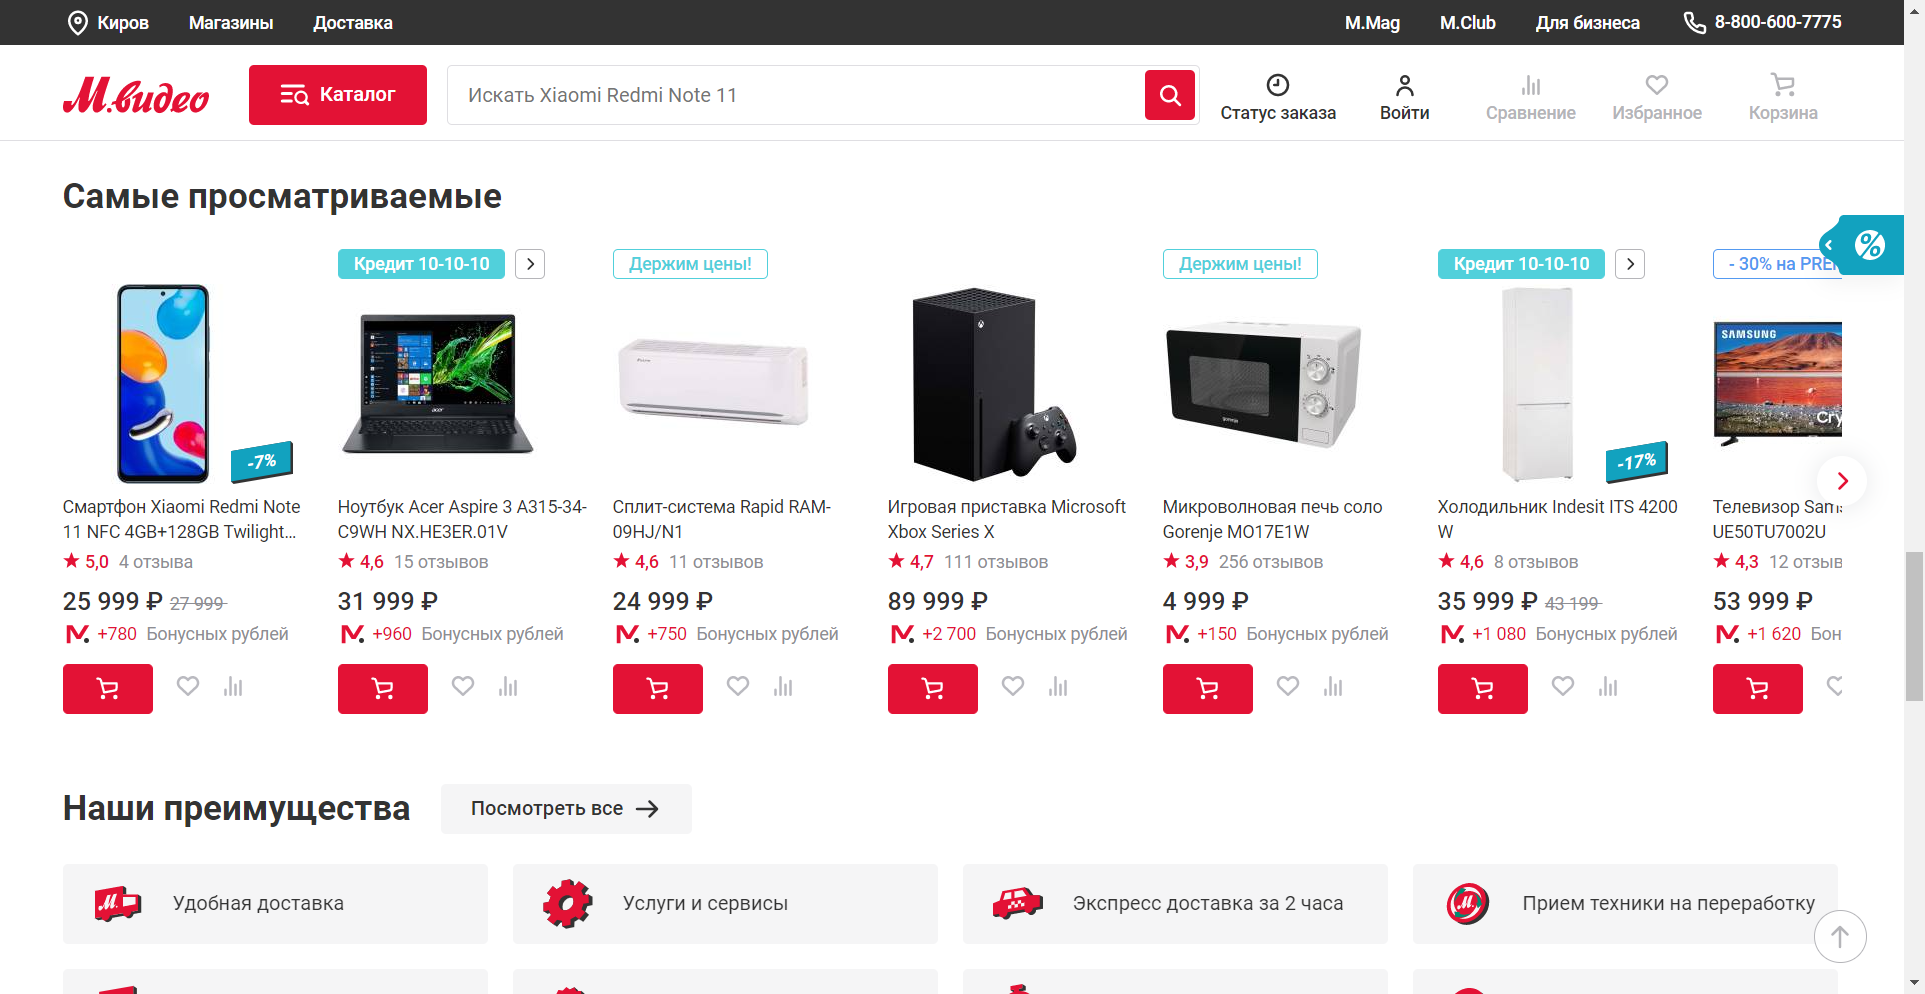 Киров Магазины Доставка M.Mag M.Club Для бизнеса 8-800-600-7775
М.видео Каталог Искать Xiaomi Redmi Note 11 Статус заказа Войти Сравнение Избранное Корзина
Самые просматриваемые
Кредит 10-10-10 Держим цены! Держим цены! Кредит 10-10-10 - 30% на
%
SAMSUNG
acer
gorenje
-7% -17%
Смартфон Xiaomi Redmi Note
11 NFC 4GB+128GB Twilight...
5,0 4 отзыва
25 999 ₽ 27 999
+780 Бонусных рублей
Ноутбук Acer Aspire 3 A315-34-
C9WH NX.HE3ER.01V
4,6 15 отзывов
31 999 ₽
+960 Бонусных рублей
Сплит-система Rapid RAM-
09HJ/N1
4,6 11 отзывов
24 999 ₽
+750 Бонусных рублей
Игровая приставка Microsoft
Xbox Series X
4,7 111 отзывов
89 999 ₽
+2 700 Бонусных рублей
Микроволновая печь соло
Gorenje MO17E1W
3,9 256 отзывов
4 999 ₽
+150 Бонусных рублей
Холодильник Indesit ITS 4200
W
4,6 8 отзывов
35 999 ₽ 43 199
+1 080 Бонусных рублей
Телевизор
UE50TU7002U
4,3 12
53 999 ₽
+1 620
Наши преимущества Посмотреть все
Удобная доставка Услуги и сервисы Экспресс доставка за 2 часа Прием техники на переработку